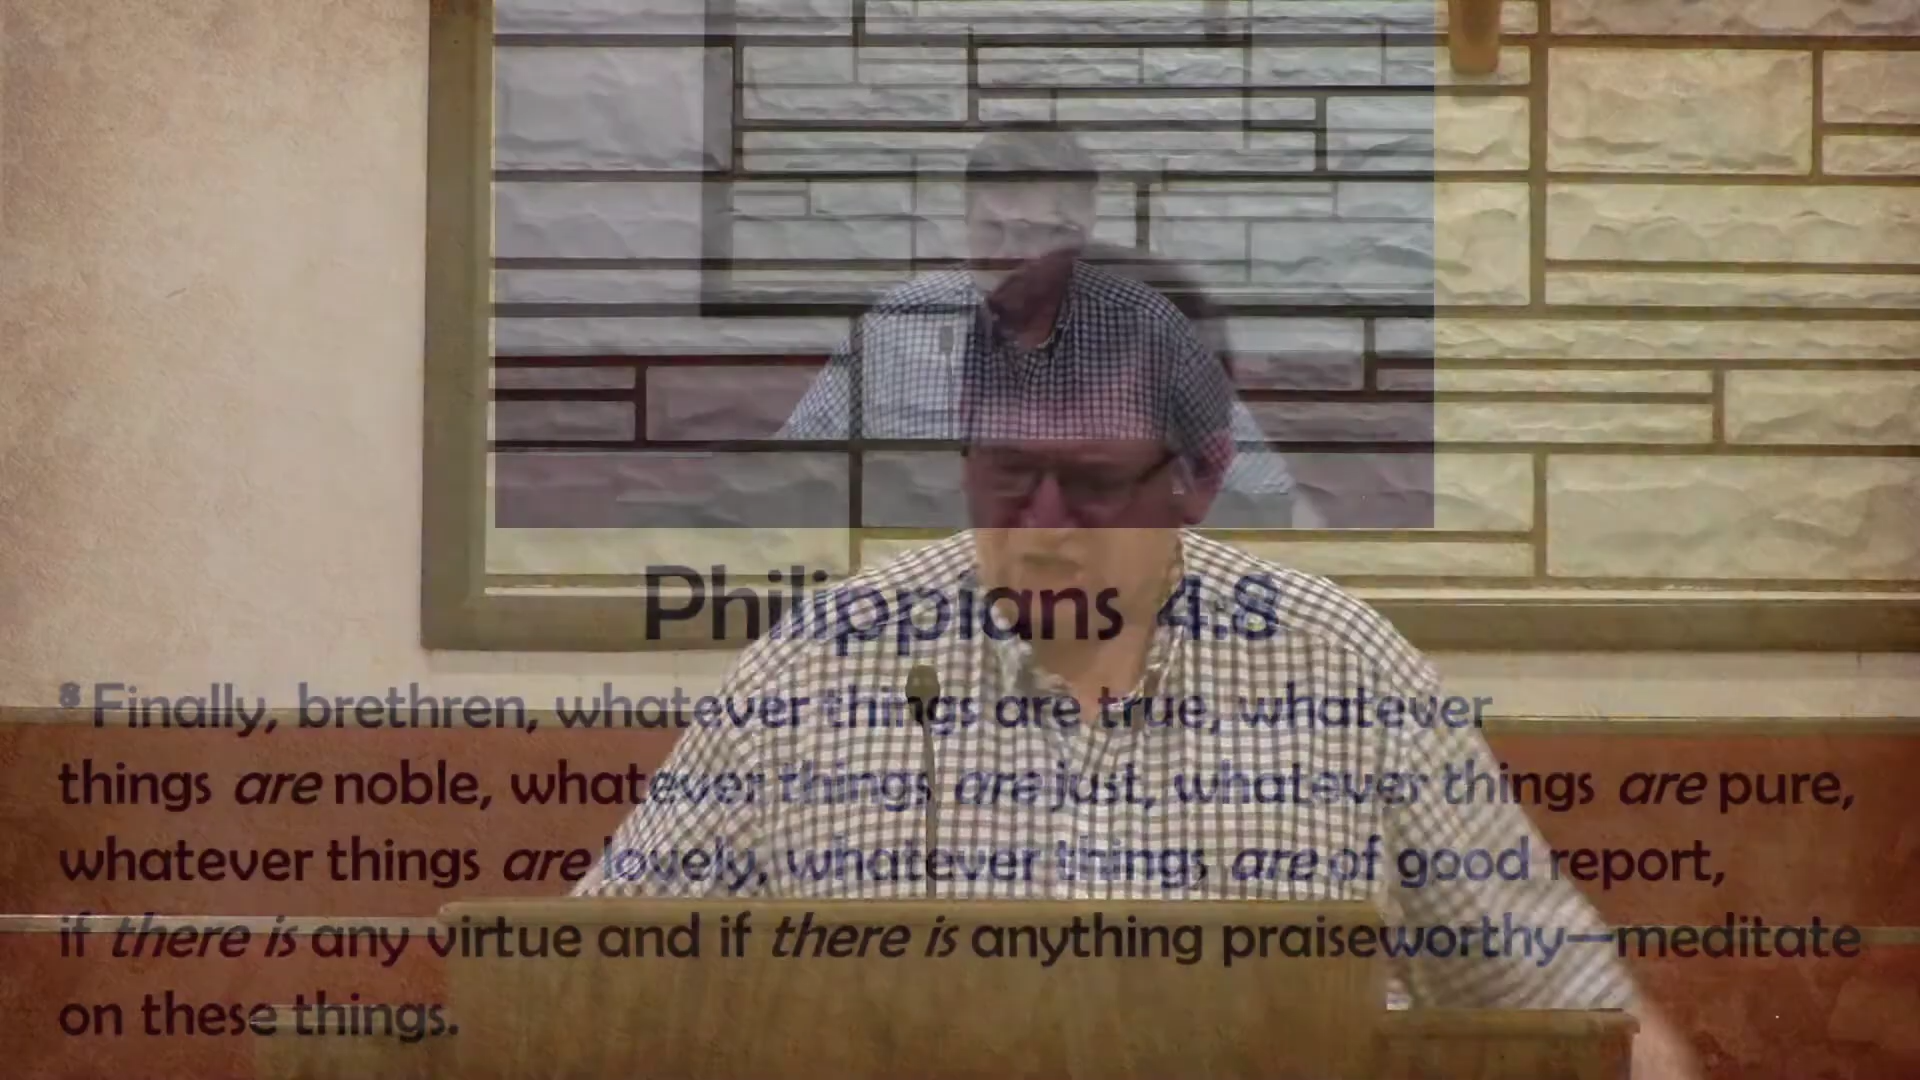 Philippians 4:8
8 Finally, brethren, whatever things are true, whatever
things are noble, whatever things are just, whatever things are pure,
whatever things are lovely, whatever things are of good report,
if there is any virtue and if there is anything praiseworthy—meditate
on these things.